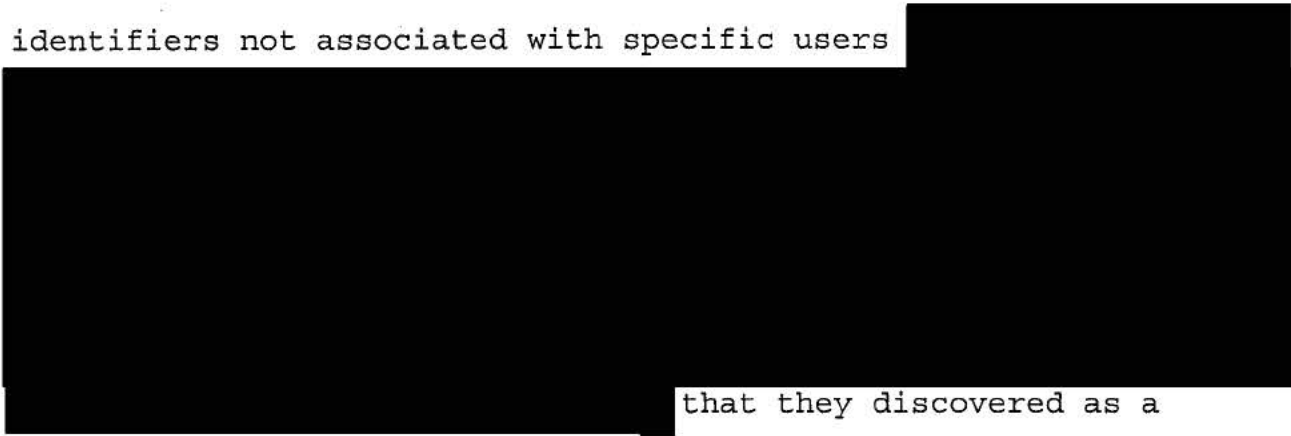 identifiers not associated with specific users
that they discovered as a